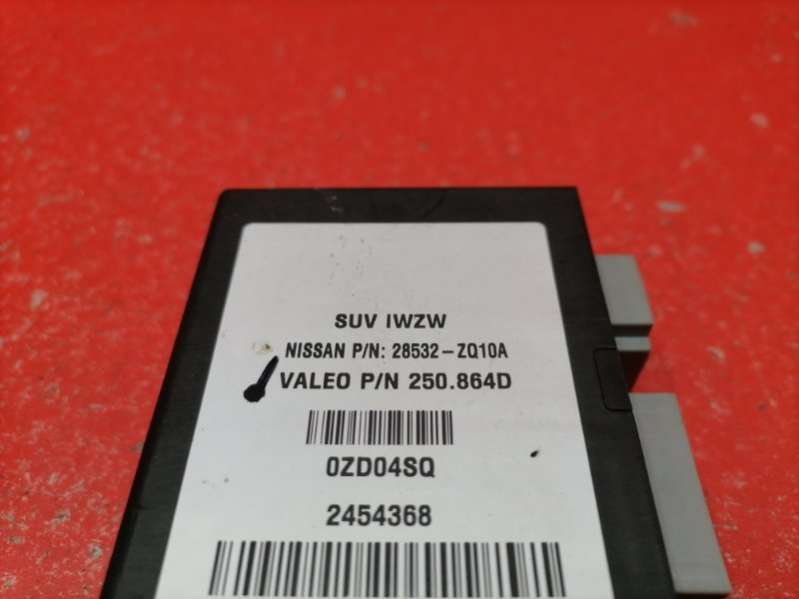 SUV IWZW
NISSAN P/N: 28532-ZQ10A
VALEO P/N 250.864D
0ZD04SQ
2454368